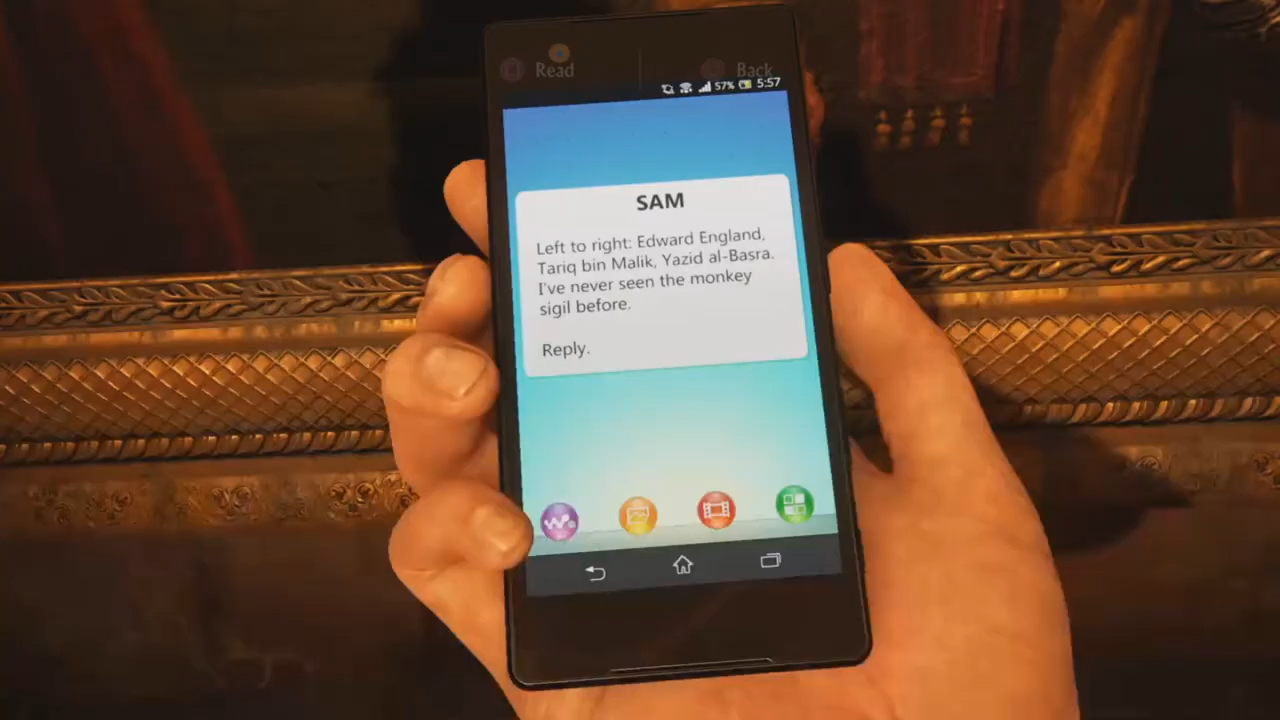 Read
Back
57% 5:57
SAM
Left to right: Edward England,
Tariq bin Malik, Yazid al-Basra.
I've never seen the monkey
sigil before.
Reply.